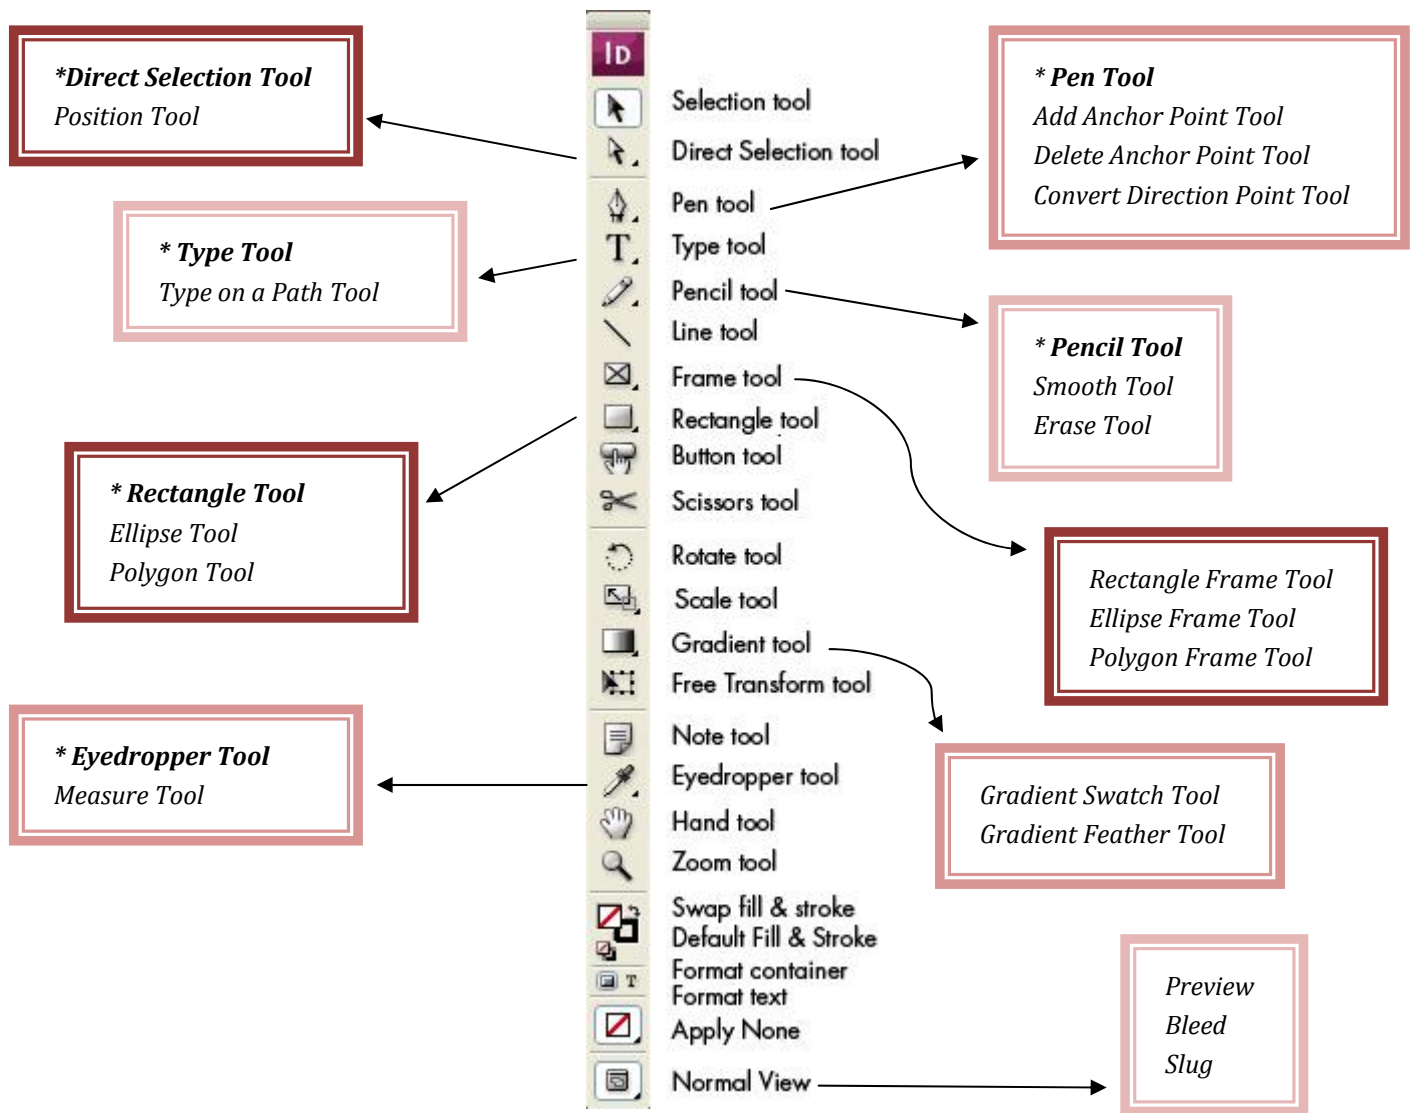 *Direct Selection Tool
Position Tool
* Type Tool
Type on a Path Tool
* Rectangle Tool
Ellipse Tool
Polygon Tool
* Eyedropper Tool
Measure Tool
ID
Selection tool
Direct Selection tool
Pen tool
T
Type tool
Pencil tool
Line tool
Frame tool
Rectangle tool
Button tool
Scissors tool
Rotate tool
Scale tool
Gradient tool
Free Transform tool
Note tool
Eyedropper tool
Hand tool
Zoom tool
Swap fill & stroke
Default Fill & Stroke
Format container
T
Format text
Apply None
Normal View
* Pen Tool
Add Anchor Point Tool
Delete Anchor Point Tool
Convert Direction Point Tool
* Pencil Tool
Smooth Tool
Erase Tool
Rectangle Frame Tool
Ellipse Frame Tool
Polygon Frame Tool
Gradient Swatch Tool
Gradient Feather Tool
Preview
Bleed
Slug